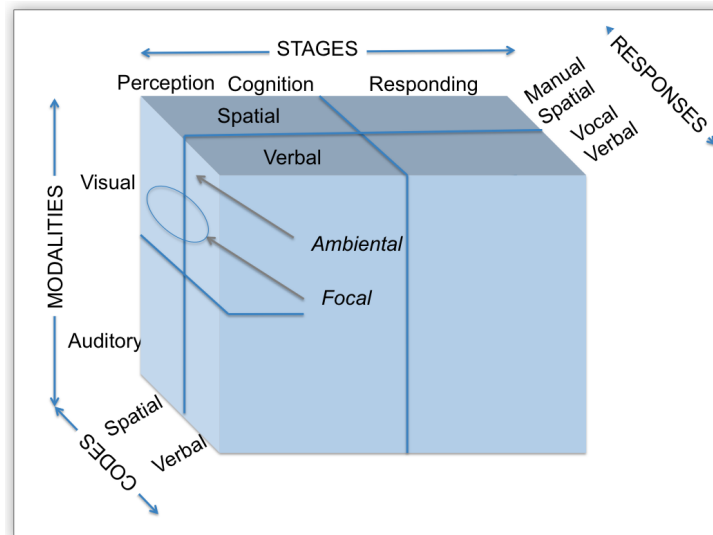 STAGES
Perception Cognition Responding
Manual
Spatial
Vocal
Verbal
RESPONSES
Spatial
Verbal
MODALITIES
Visual
Ambiental
Focal
Auditory
Spatial
Verbal
CODES